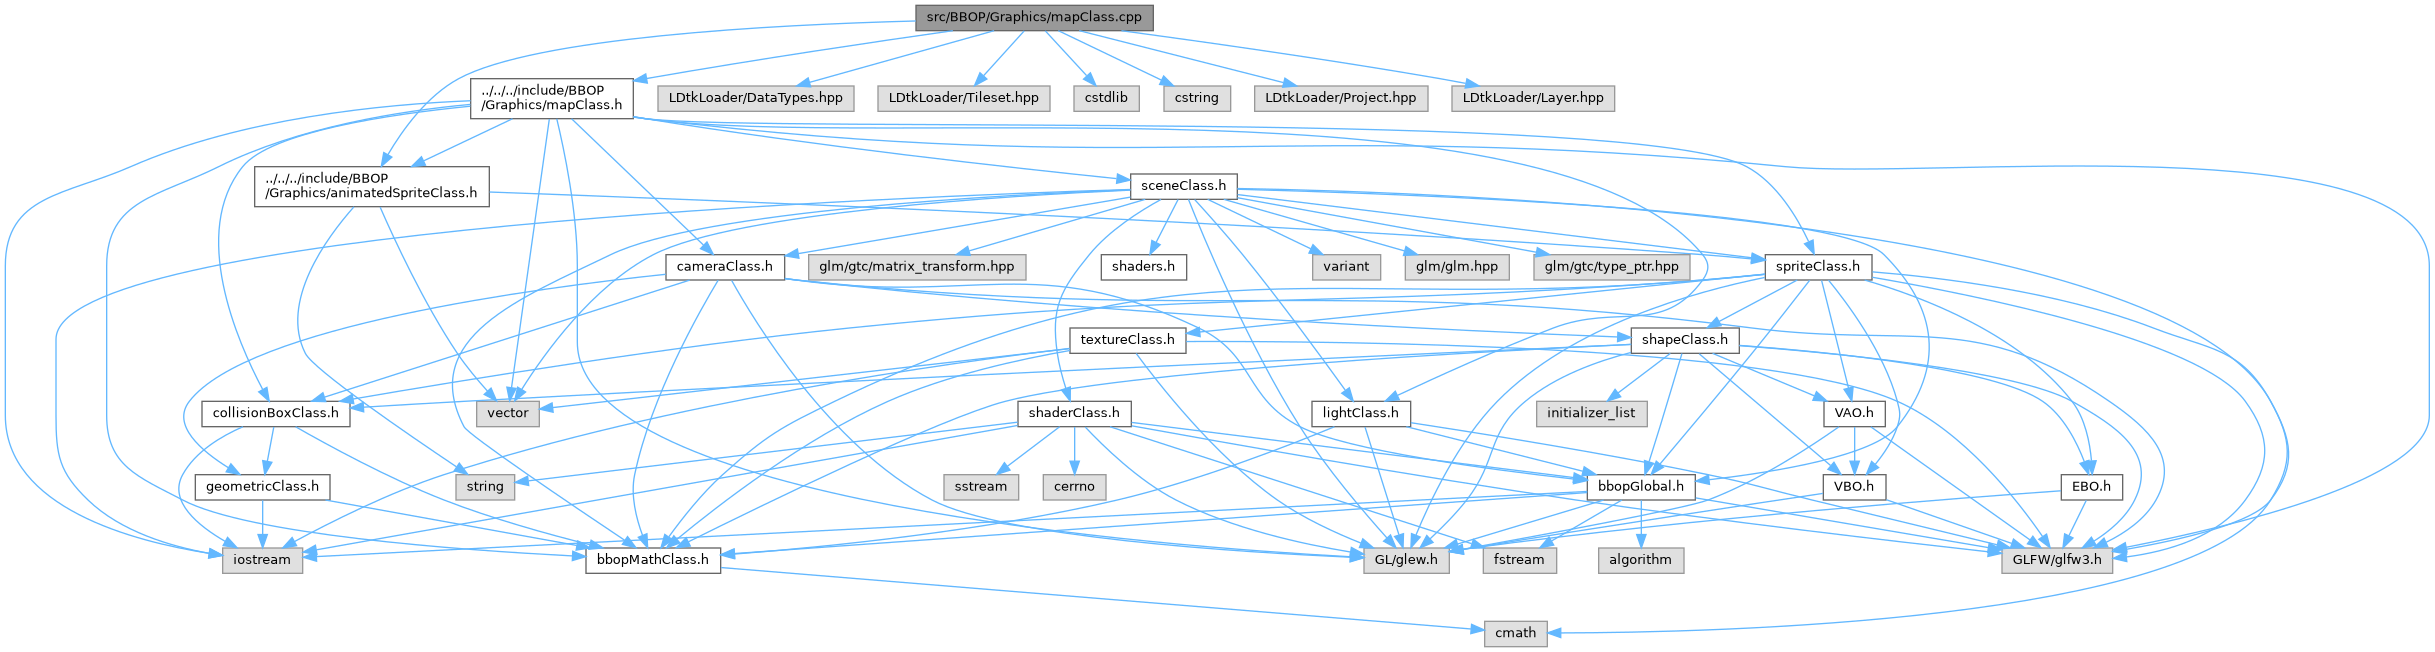 src/BBOP/Graphics/mapClass.cpp
../../../include/BBOP
/Graphics/mapClass.h
LDtkLoader/DataTypes.hpp
LDtkLoader/Tileset.hpp
cstdlib
cstring
LDtkLoader/Project.hpp
LDtkLoader/Layer.hpp
../../../include/BBOP
/Graphics/animatedSpriteClass.h
sceneClass.h
cameraClass.h
glm/gtc/matrix_transform.hpp
shaders.h
variant
glm/glm.hpp
glm/gtc/type_ptr.hpp
spriteClass.h
textureClass.h
shapeClass.h
collisionBoxClass.h
vector
shaderClass.h
lightClass.h
initializer_list
VAO.h
geometricClass.h
string
sstream
cerrno
bbopGlobal.h
VBO.h
EBO.h
iostream
bbopMathClass.h
GL/glew.h
fstream
algorithm
GLFW/glfw3.h
cmath